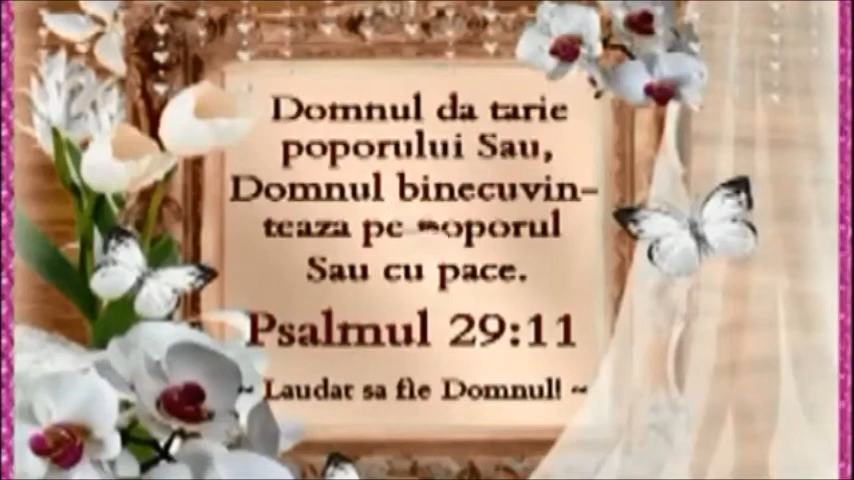 Domnul da tarie
poporului Sau,
Domnul binecuvin-
teaza pe poporul
Sau cu pace.
Psalmul 29:11
~ Laudat sa fie Domnul! ~